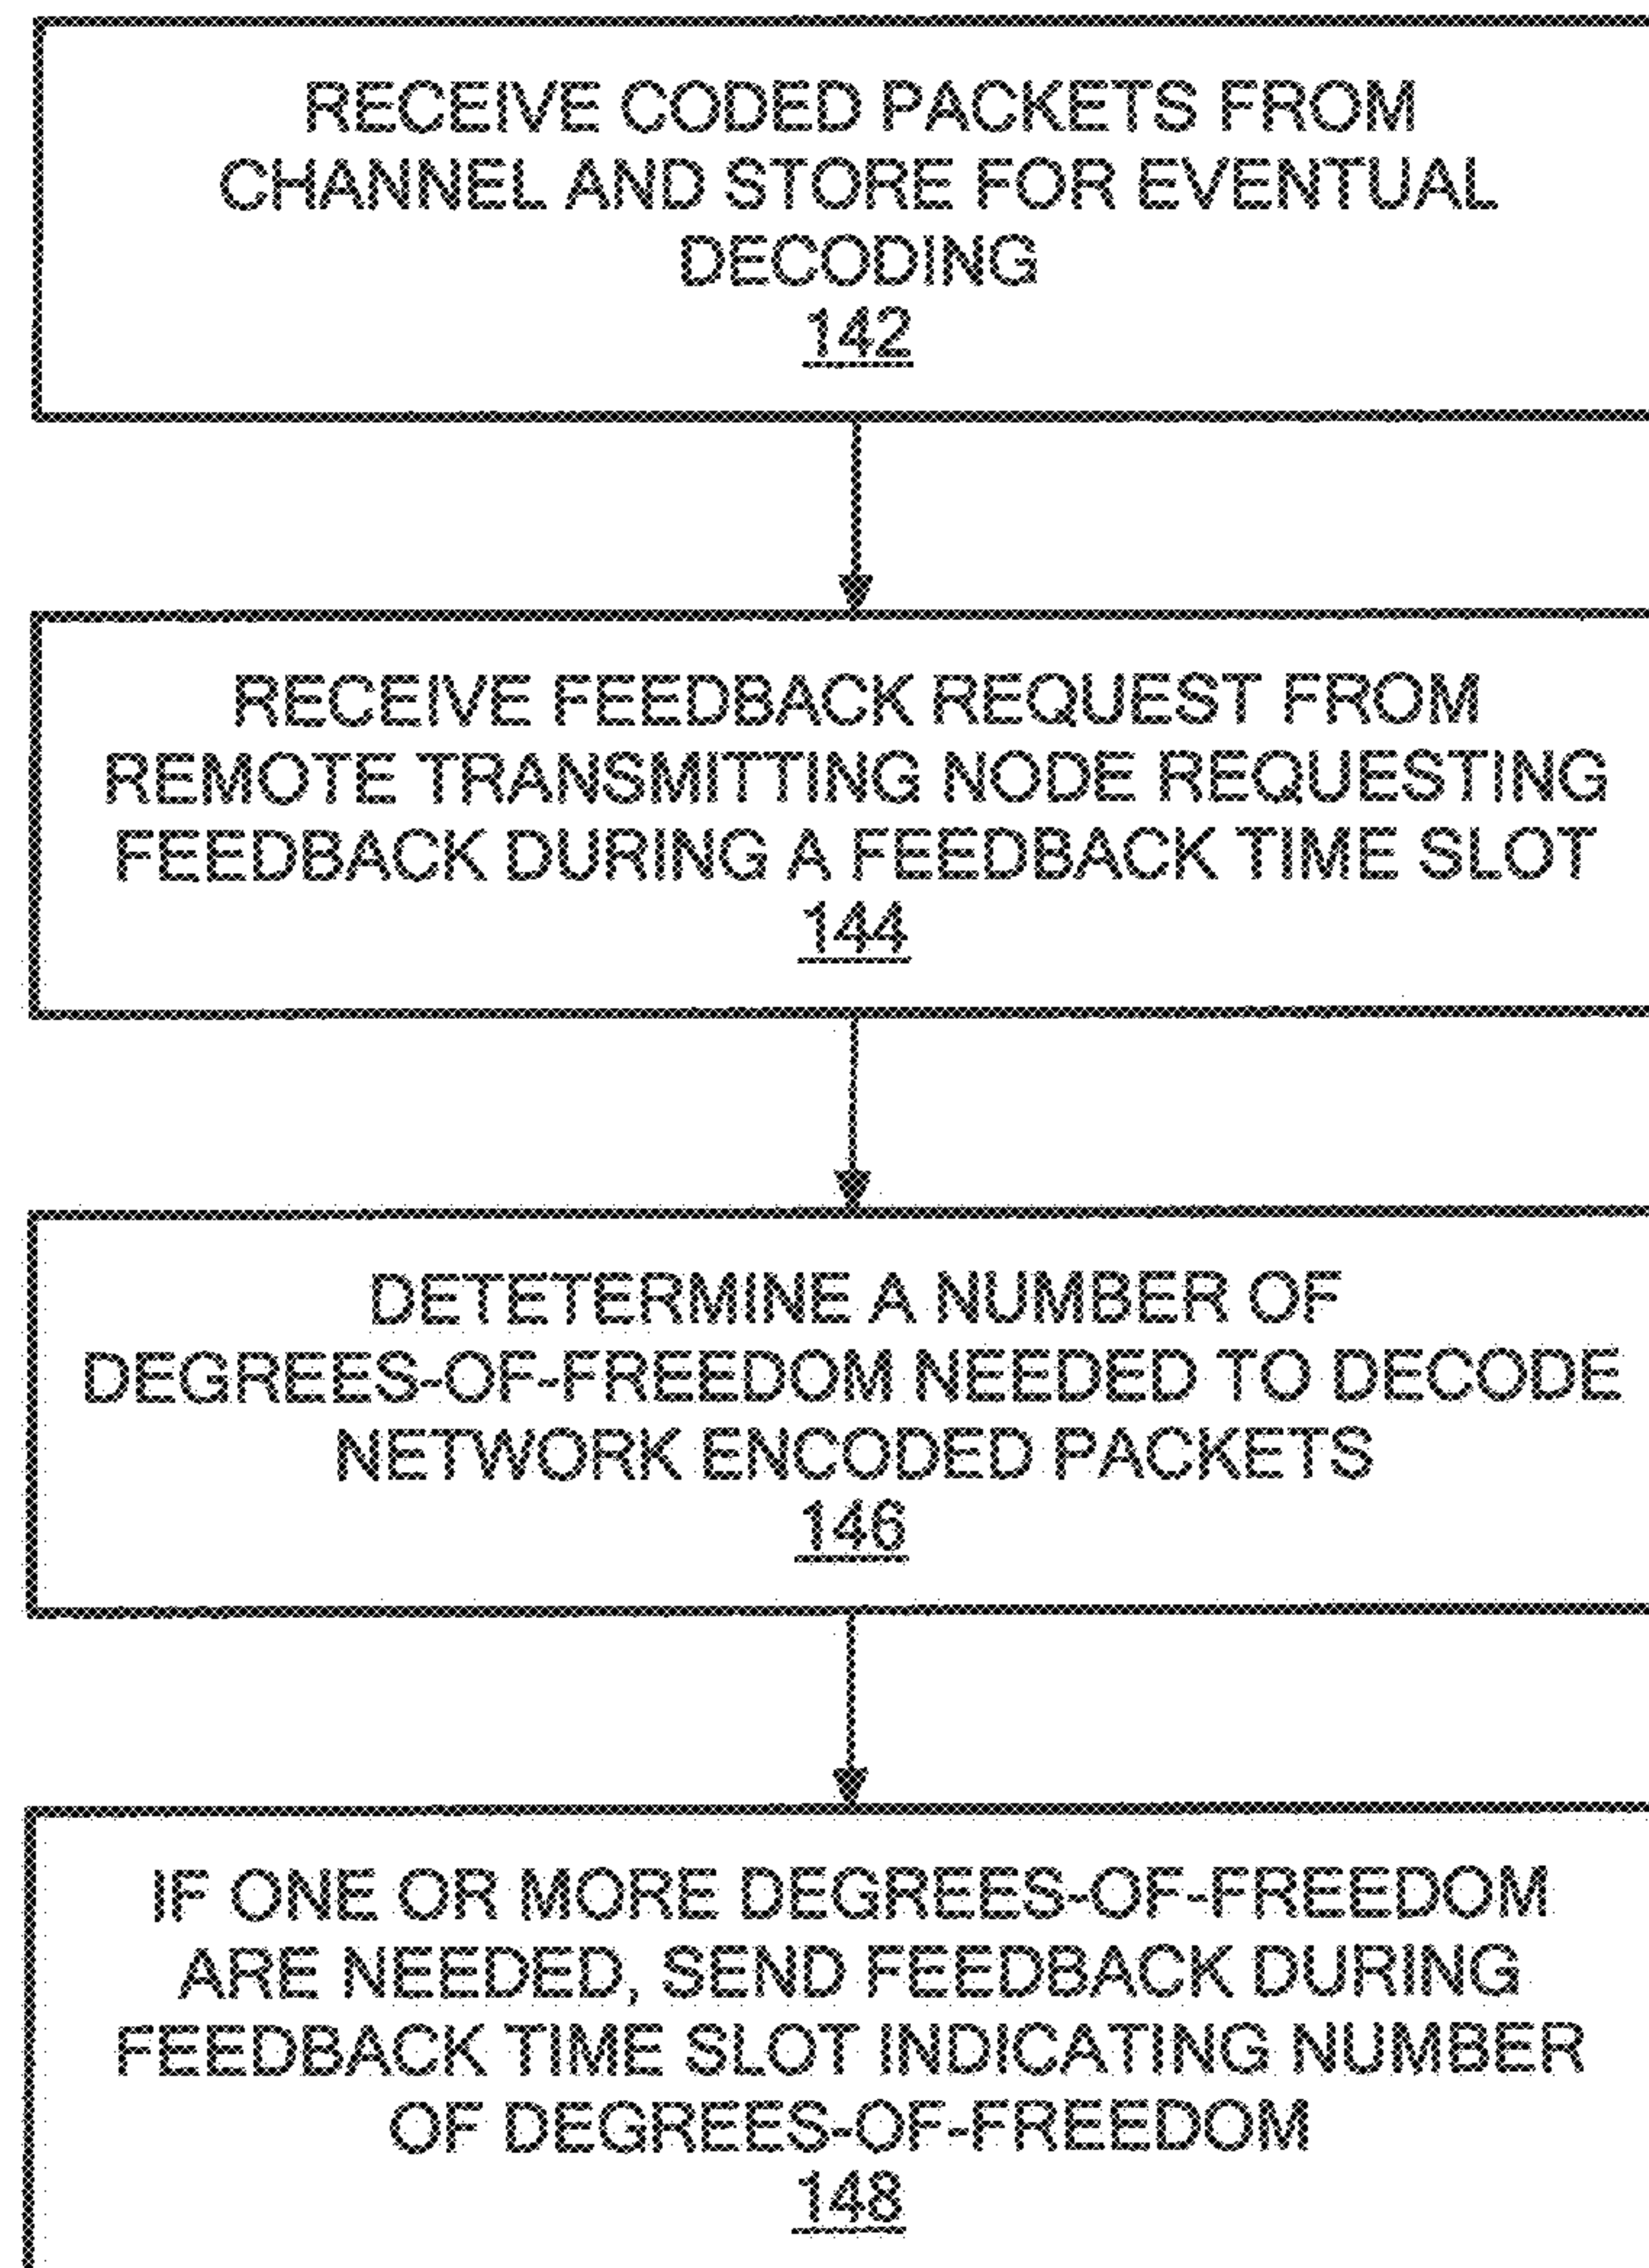 RECEIVE CODED PACKETS FROM
CHANNEL AND STORE FOR EVENTUAL
DECODING
142
RECEIVE FEEDBACK REQUEST FROM
REMOTE TRANSMITTING NODE REQUESTING
FEEDBACK DURING A FEEDBACK TIME SLOT
144
DETETERMINE A NUMBER OF
DEGREES-OF-FREEDOM NEEDED TO DECODE
NETWORK ENCODED PACKETS
146
IF ONE OR MORE DEGREES-OF-FREEDOM
ARE NEEDED, SEND FEEDBACK DURING
FEEDBACK TIME SLOT INDICATING NUMBER
OF DEGREES-OF-FREEDOM
148